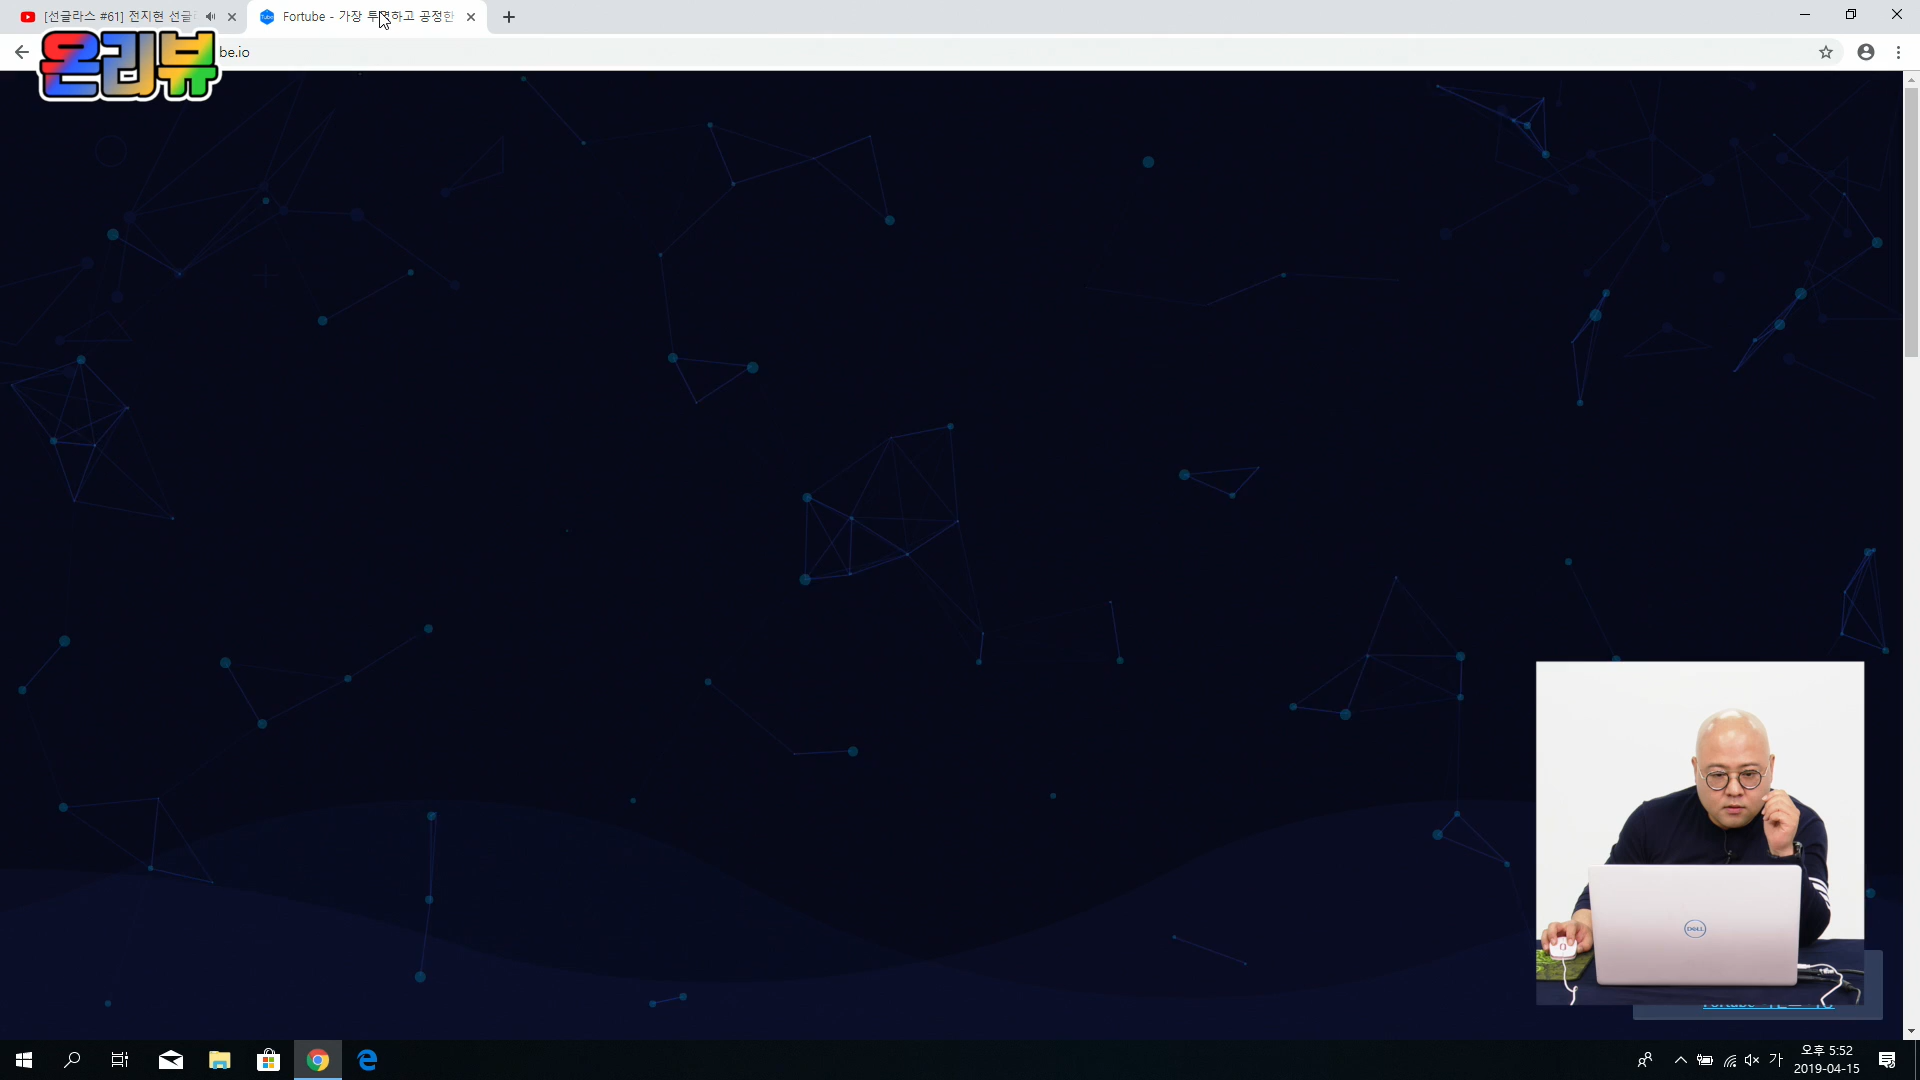 [선글라스 #61] 전지현 선글
Fortube - 가장 투명하고 공정한
온리뷰
be.io
DELL
가
오후 5:52
2019-04-15